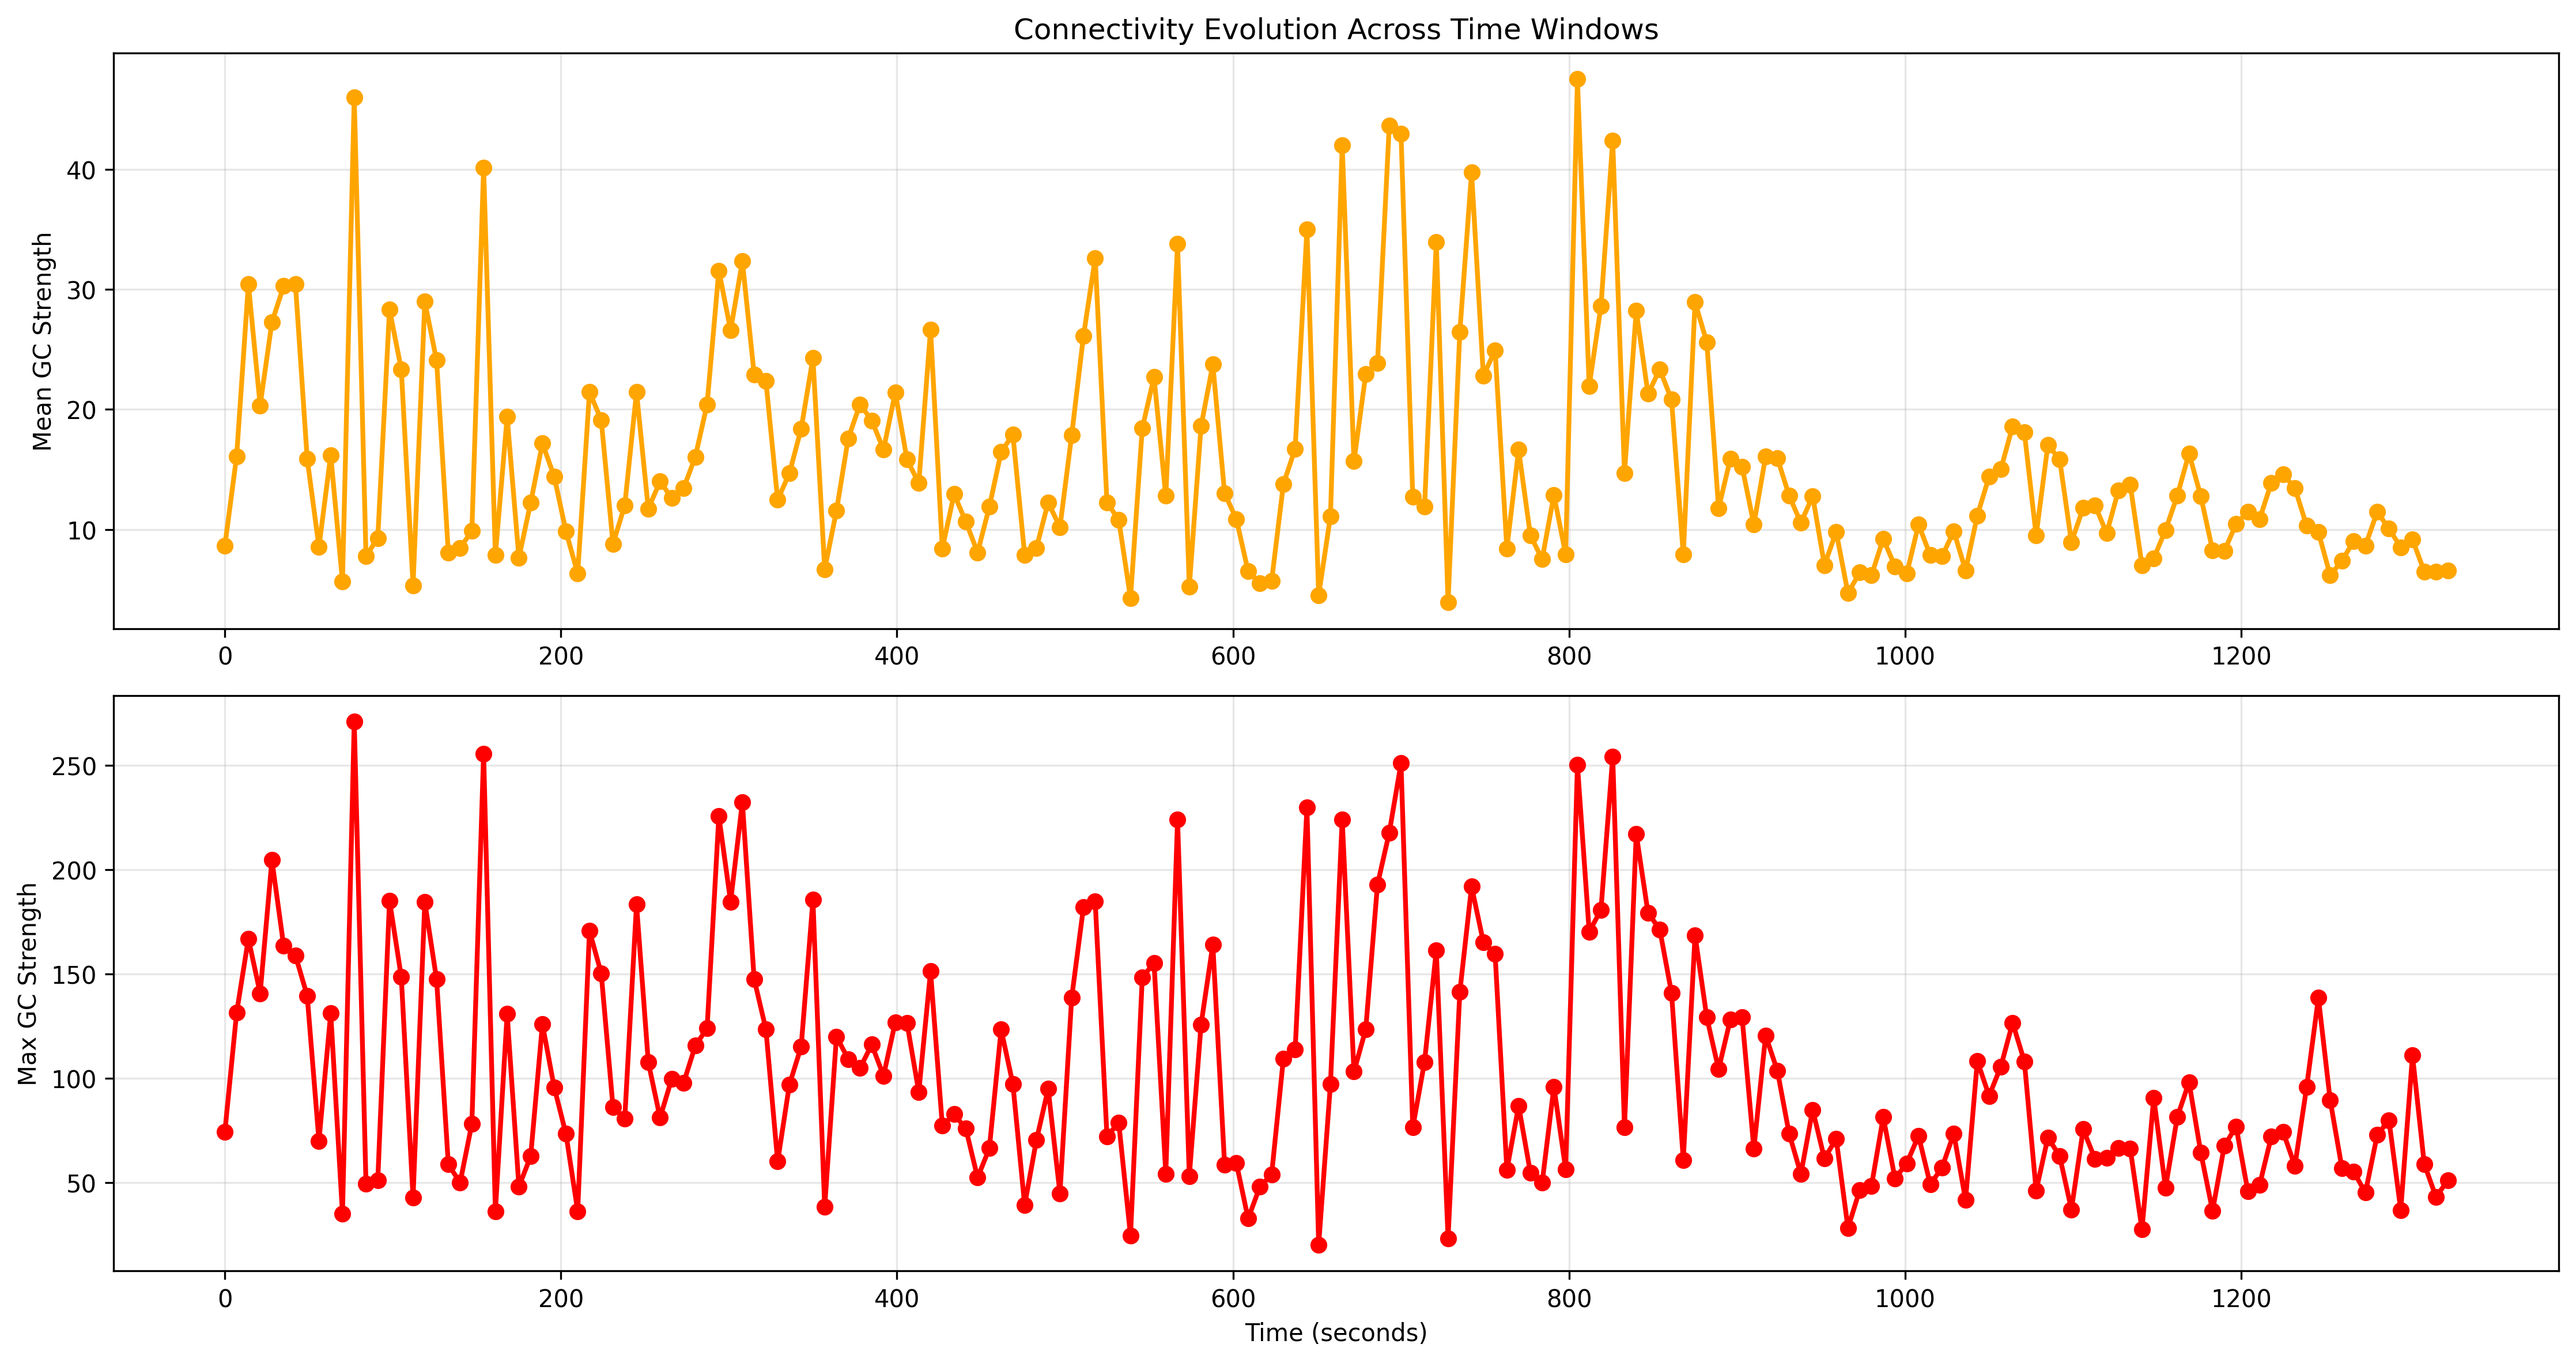 Connectivity Evolution Across Time Windows
Mean GC Strength
40
30
20
10
0 200 400 600 800 1000 1200
Max GC Strength
250
200
150
100
50
0 200 400 600 800 1000 1200
Time (seconds)